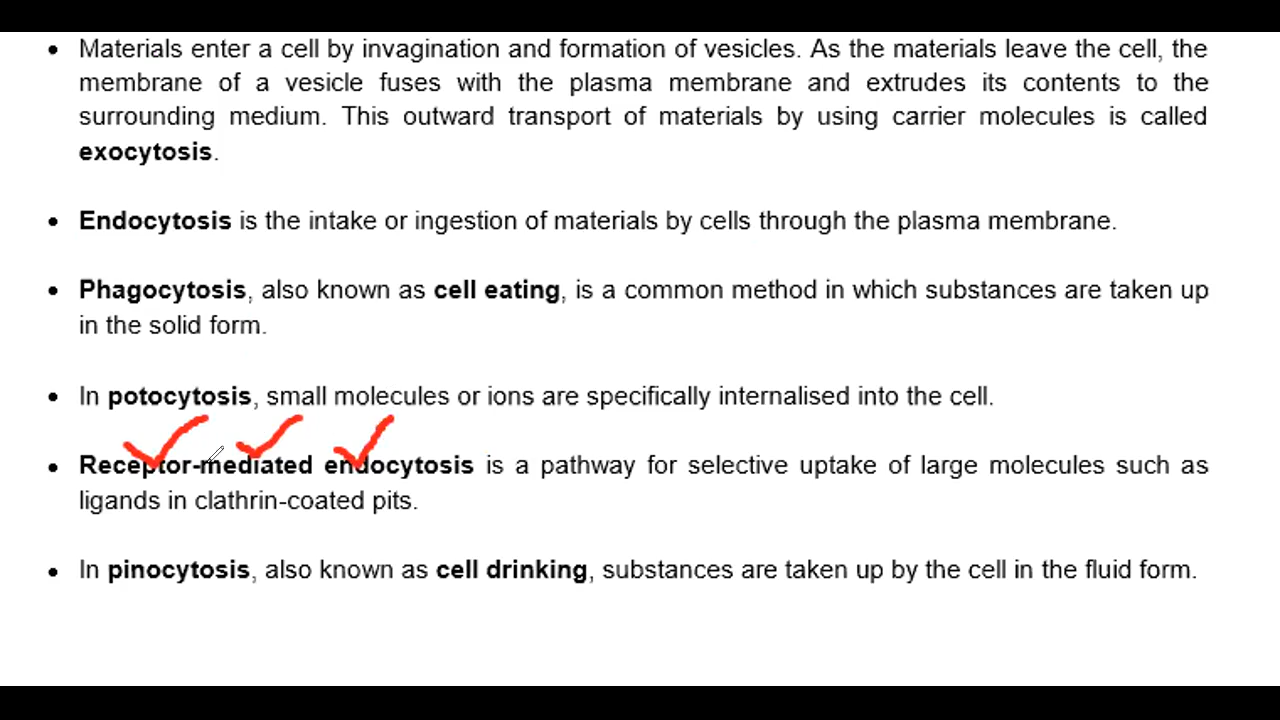 • Materials enter a cell by invagination and formation of vesicles. As the materials leave the cell, the
membrane of a vesicle fuses with the plasma membrane and extrudes its contents to the
surrounding medium. This outward transport of materials by using carrier molecules is called
exocytosis.
• Endocytosis is the intake or ingestion of materials by cells through the plasma membrane.
• Phagocytosis, also known as cell eating, is a common method in which substances are taken up
in the solid form.
• In potocytosis, small molecules or ions are specifically internalised into the cell.
• Receptor-mediated endocytosis is a pathway for selective uptake of large molecules such as
ligands in clathrin-coated pits.
• In pinocytosis, also known as cell drinking, substances are taken up by the cell in the fluid form.